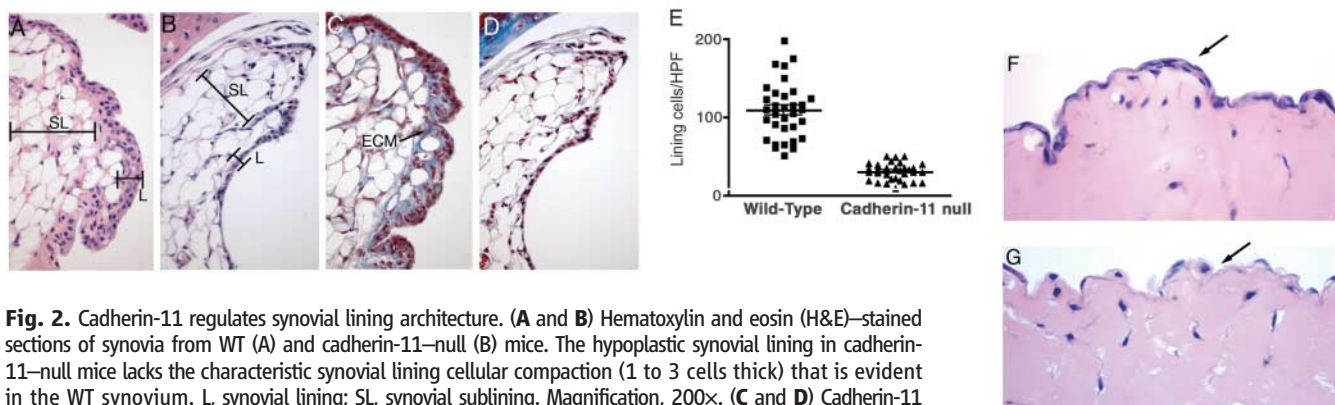 A
B
C
D
E
F
G
SL
L
SL
L
ECM
Lining cells/HPF
200
100
0
Wild-Type
Cadherin-11 null
Fig. 2. Cadherin-11 regulates synovial lining architecture. (A and B) Hematoxylin and eosin (H&E)–stained
sections of synovia from WT (A) and cadherin-11–null (B) mice. The hypoplastic synovial lining in cadherin-
11–null mice lacks the characteristic synovial lining cellular compaction (1 to 3 cells thick) that is evident
in the WT synovium. L, synovial lining; SL, synovial sublining. Magnification, 200×. (C and D) Cadherin-11